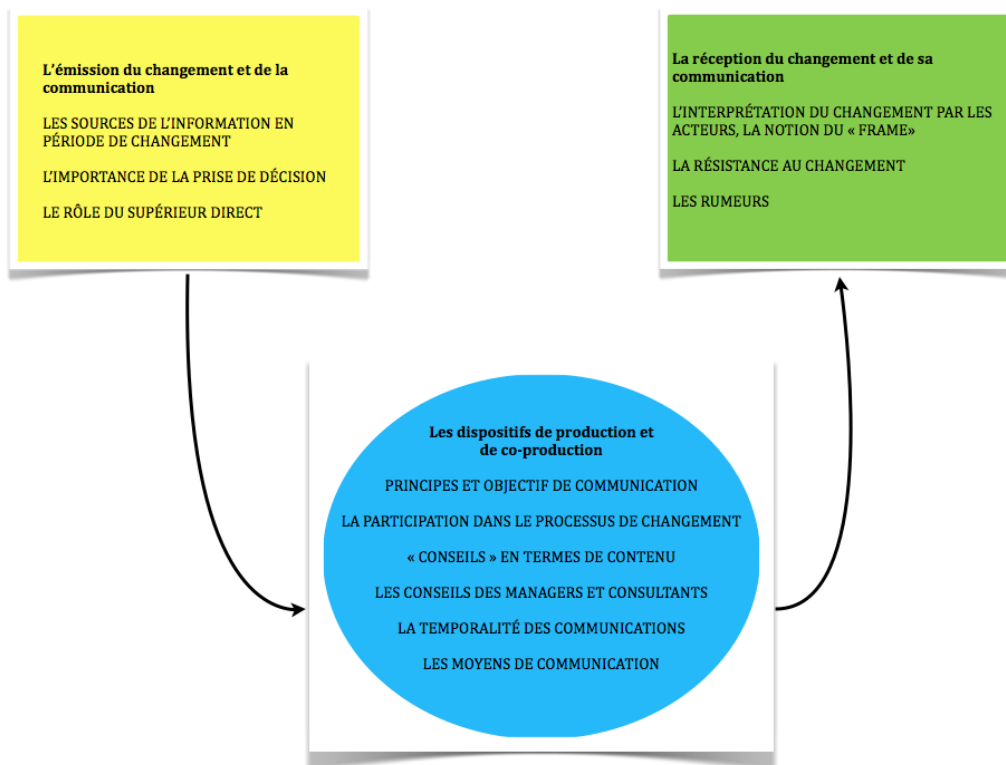 L'émission du changement et de la
communication
LES SOURCES DE L'INFORMATION EN
PÉRIODE DE CHANGEMENT
L'IMPORTANCE DE LA PRISE DE DÉCISION
LE RÔLE DU SUPÉRIEUR DIRECT
La réception du changement et de sa
communication
L'INTERPRÉTATION DU CHANGEMENT PAR LES
ACTEURS, LA NOTION DU « FRAME»
LA RÉSISTANCE AU CHANGEMENT
LES RUMEURS
Les dispositifs de production et
de co-production
PRINCIPES ET OBJECTIF DE COMMUNICATION
LA PARTICIPATION DANS LE PROCESSUS DE CHANGEMENT
« CONSEILS » EN TERMES DE CONTENU
LES CONSEILS DES MANAGERS ET CONSULTANTS
LA TEMPORALITÉ DES COMMUNICATIONS
LES MOYENS DE COMMUNICATION